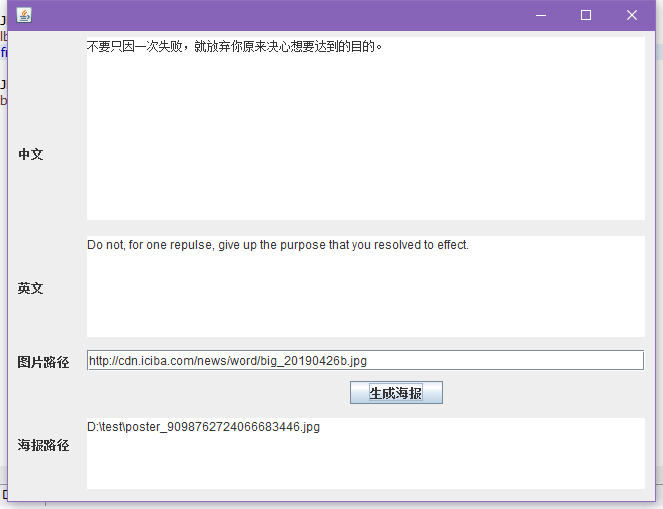 不要只因一次失败，就放弃你原来决心想要达到的目的。
中文
Do not, for one repulse, give up the purpose that you resolved to effect.
英文
图片路径
http://cdn.iciba.com/news/word/big_20190426b.jpg
生成海报
D:\test\poster_9098762724066683446.jpg
海报路径